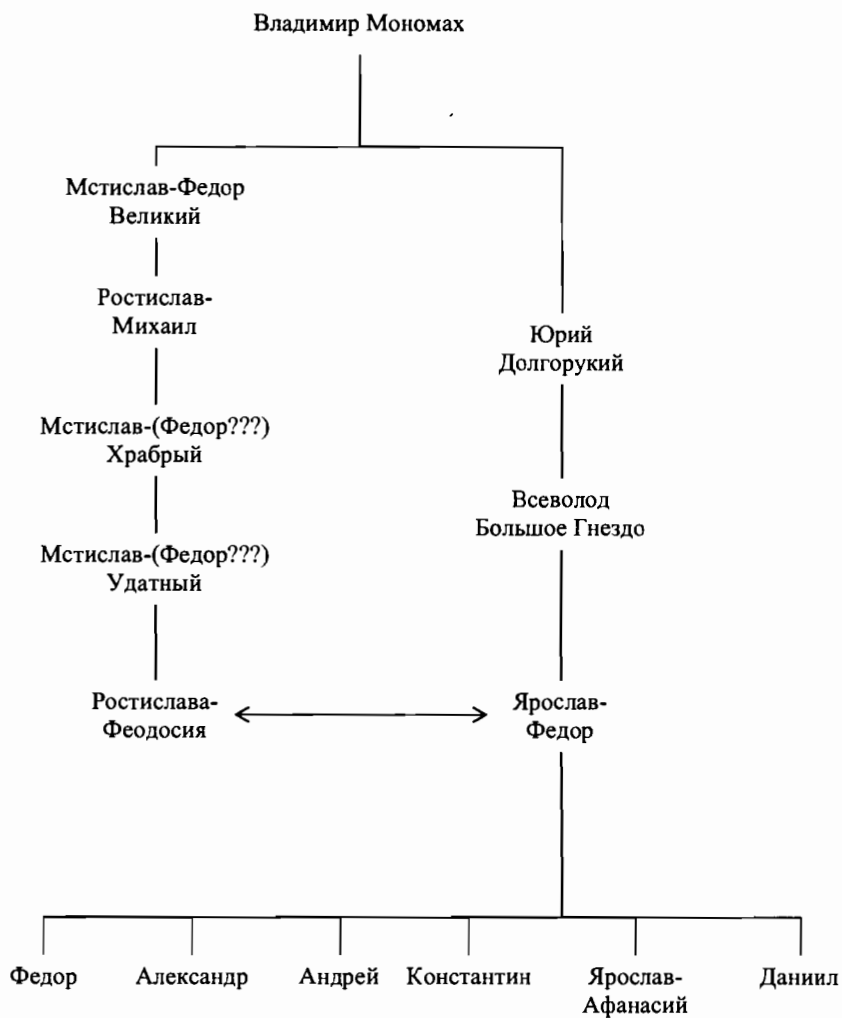 Владимир Мономах
Мстислав-Федор
Великий
Ростислав-
Михаил
Юрий
Долгорукий
Мстислав-(Федор???)
Храбрый
Всеволод
Большое Гнездо
Мстислав-(Федор???)
Удатный
Ростислава-
Феодосия
Ярослав-
Федор
Федор
Александр
Андрей
Константин
Ярослав-
Афанасий
Даниил